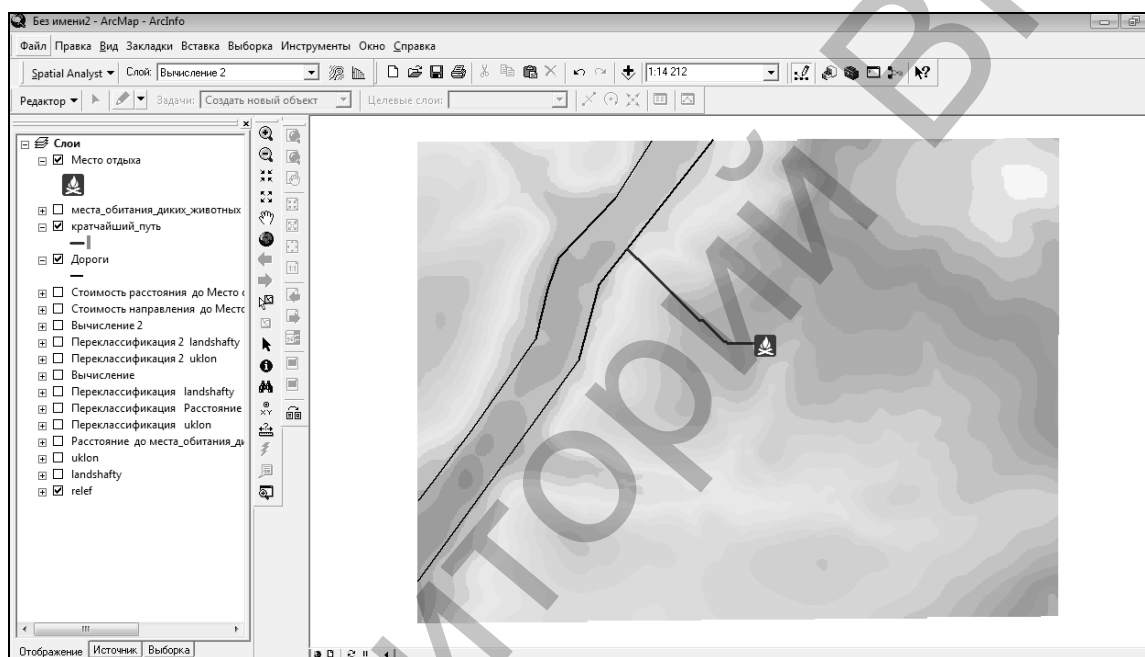 Без имени2 - ArcMap - ArcInfo
Файл Правка Вид Закладки Вставка Выборка Инструменты Окно Справка
Spatial Analyst Слой: Вычисление 2 1:14 212
Редактор Задачи: Создать новый объект Целевые слои:
Слои
Место отдыха
места_обитания_диких_животных
кратчайший_путь
Дороги
Стоимость расстояния до Место
Стоимость направления до Местс
Вычисление 2
Переклассификация 2 landshafty
Переклассификация 2 uklon
Вычисление
Переклассификация landshafty
Переклассификация Расстояние
Переклассификация uklon
Расстояние до места_обитания_ди
uklon
landshafty
relef
Отображение Источник Выборка
ИТОРИЙ В